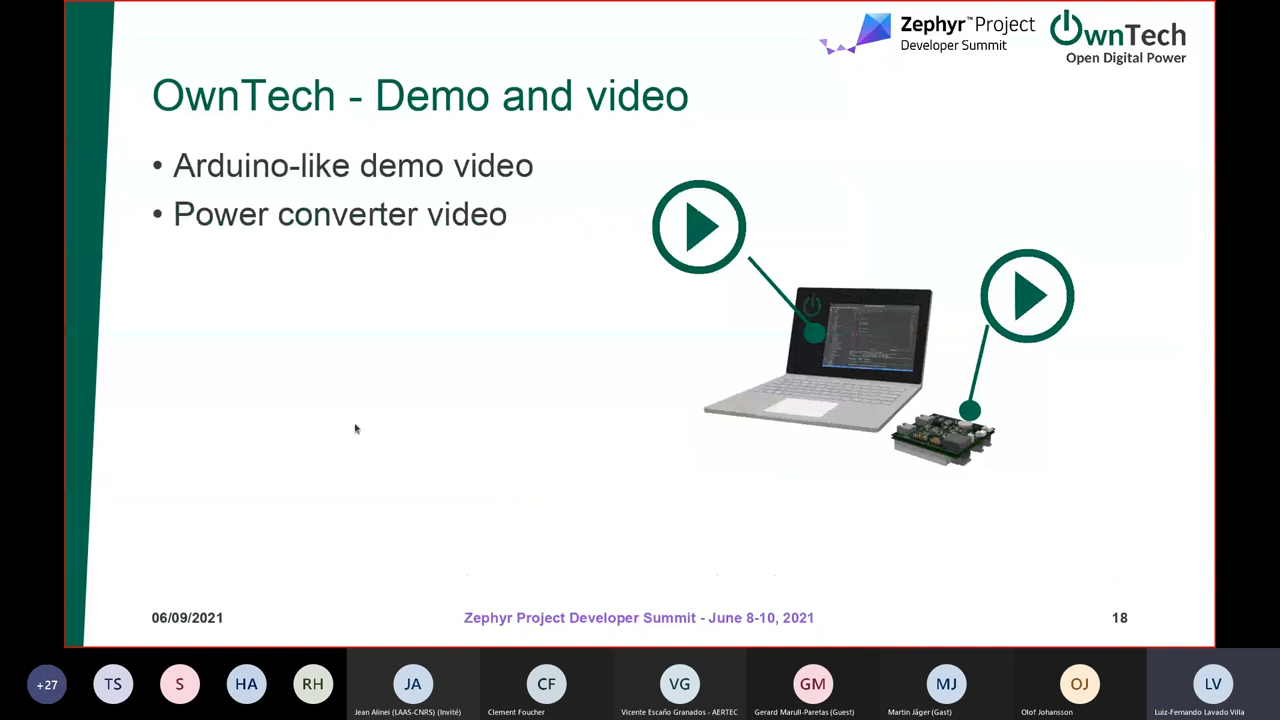 Zephyr™Project
Developer Summit
OwnTech
Open Digital Power
OwnTech - Demo and video
• Arduino-like demo video
• Power converter video
06/09/2021
Zephyr Project Developer Summit - June 8-10, 2021
18
+27
TS
S
HA
RH
JA
CF
VG
GM
MJ
OJ
LV
Jean Alinei (LAAS-CNRS) (Invité)
Clement Foucher
Vicente Escaño Granados - AERTEC
Gerard Marull-Paretas (Guest)
Martin Jäger (Gast)
Olof Johansson
Luiz-Fernando Lavado Villa